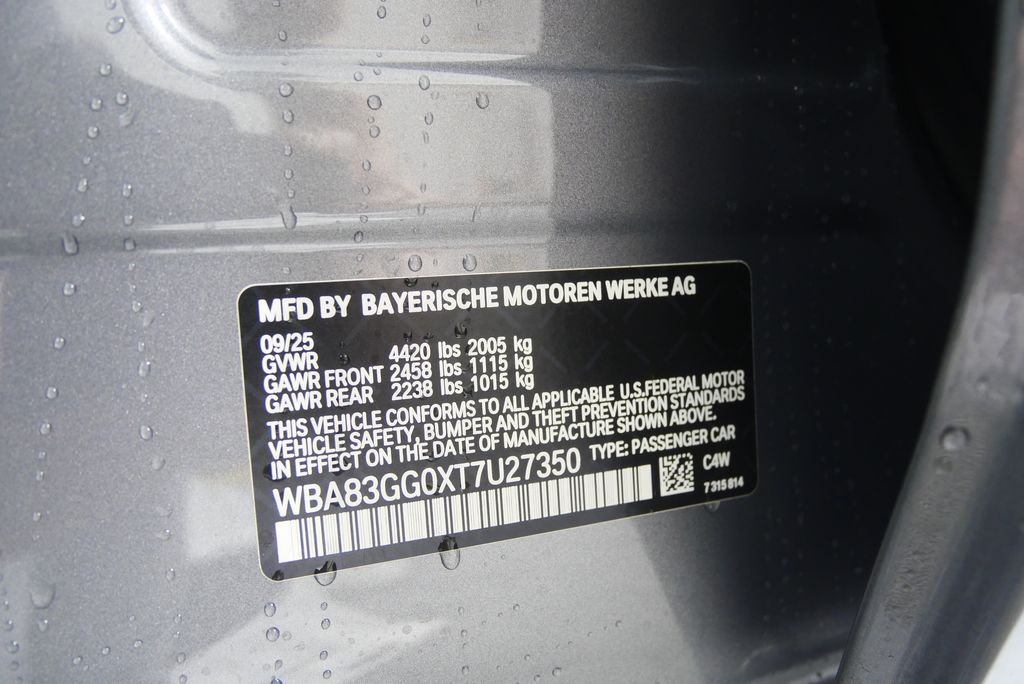 MFD BY BAYERISCHE MOTOREN WERKE AG
09/25
GVWR 4420 lbs 2005 kg
GAWR FRONT 2458 lbs 1115 kg
GAWR REAR 2238 lbs 1015 kg
THIS VEHICLE CONFORMS TO ALL APPLICABLE U.S.FEDERAL MOTOR
VEHICLE SAFETY, BUMPER AND THEFT PREVENTION STANDARDS
IN EFFECT ON THE DATE OF MANUFACTURE SHOWN ABOVE.
WBA83GG0XT7U27350 TYPE: PASSENGER CAR
C4W
7 315 814